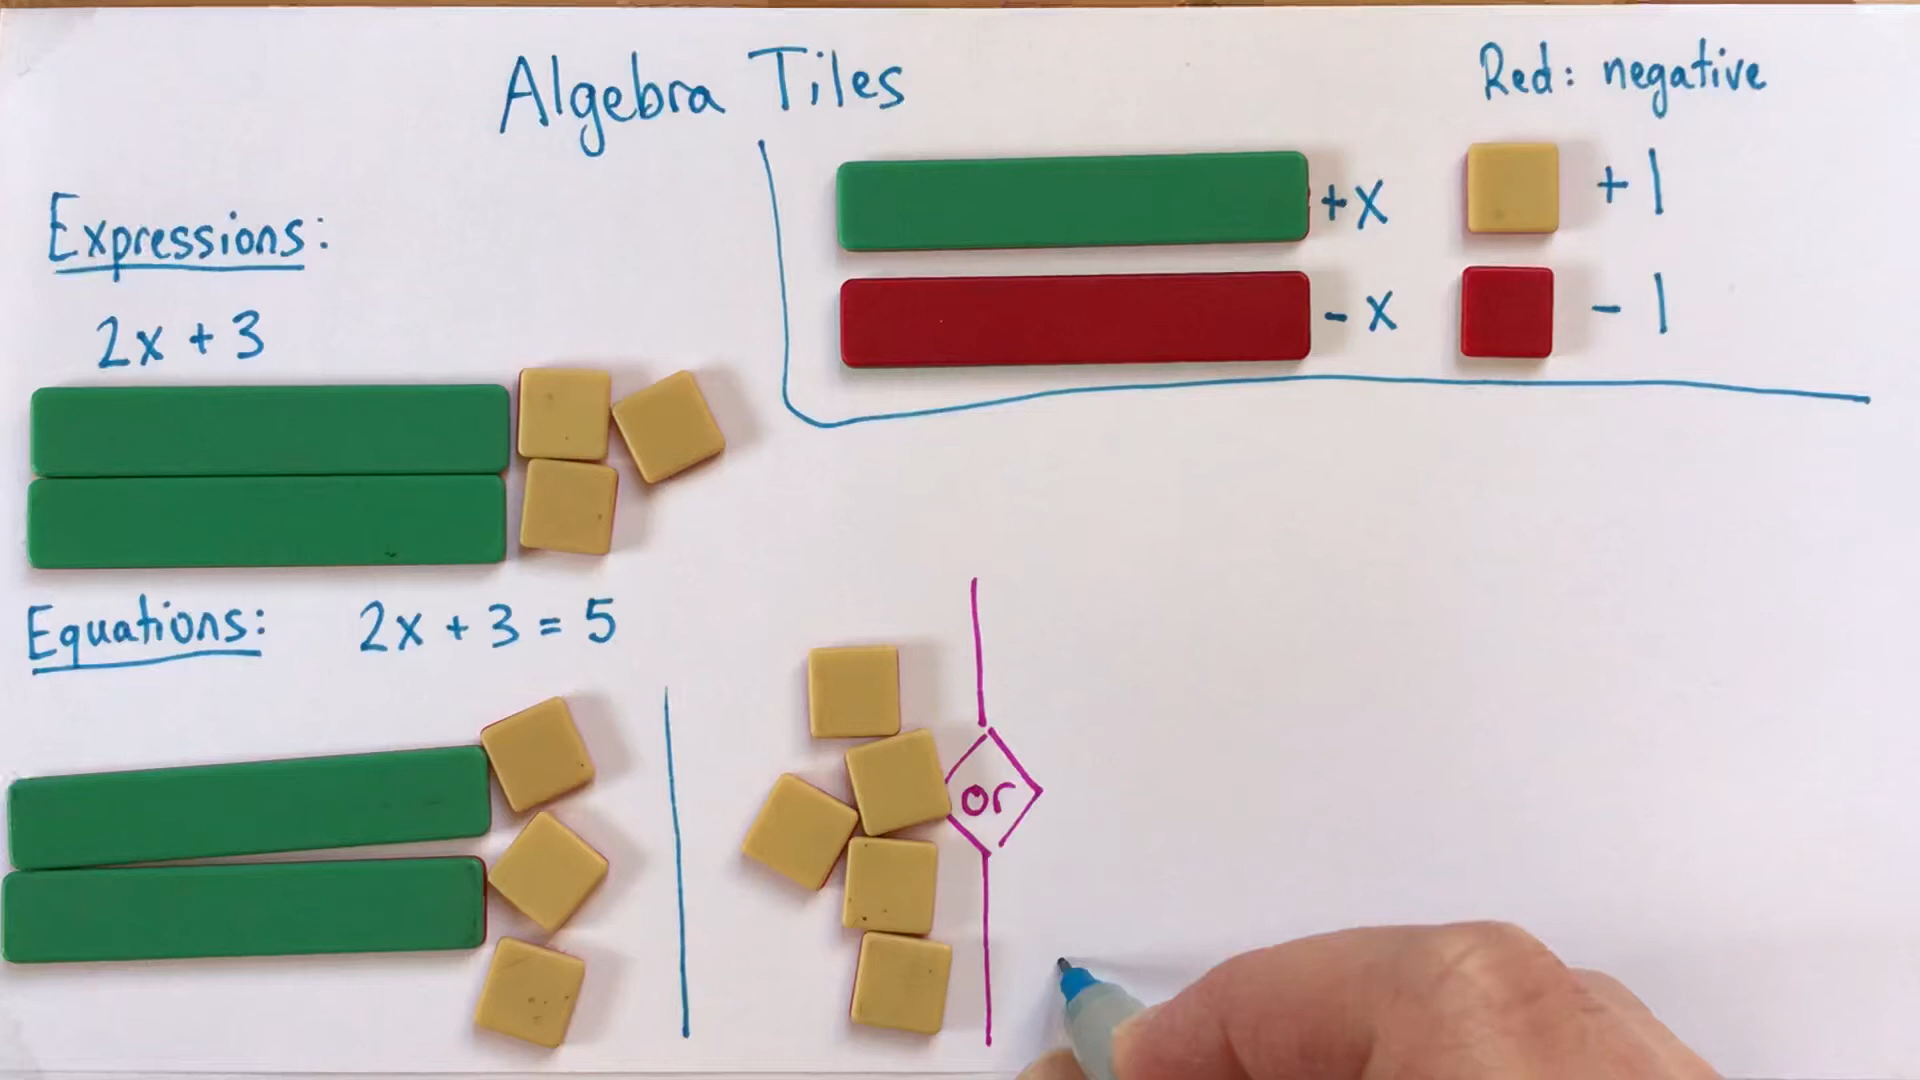 Algebra Tiles
Red: negative
+x
+1
-x
-1
Expressions:
2x + 3
Equations: 2x + 3 = 5
or